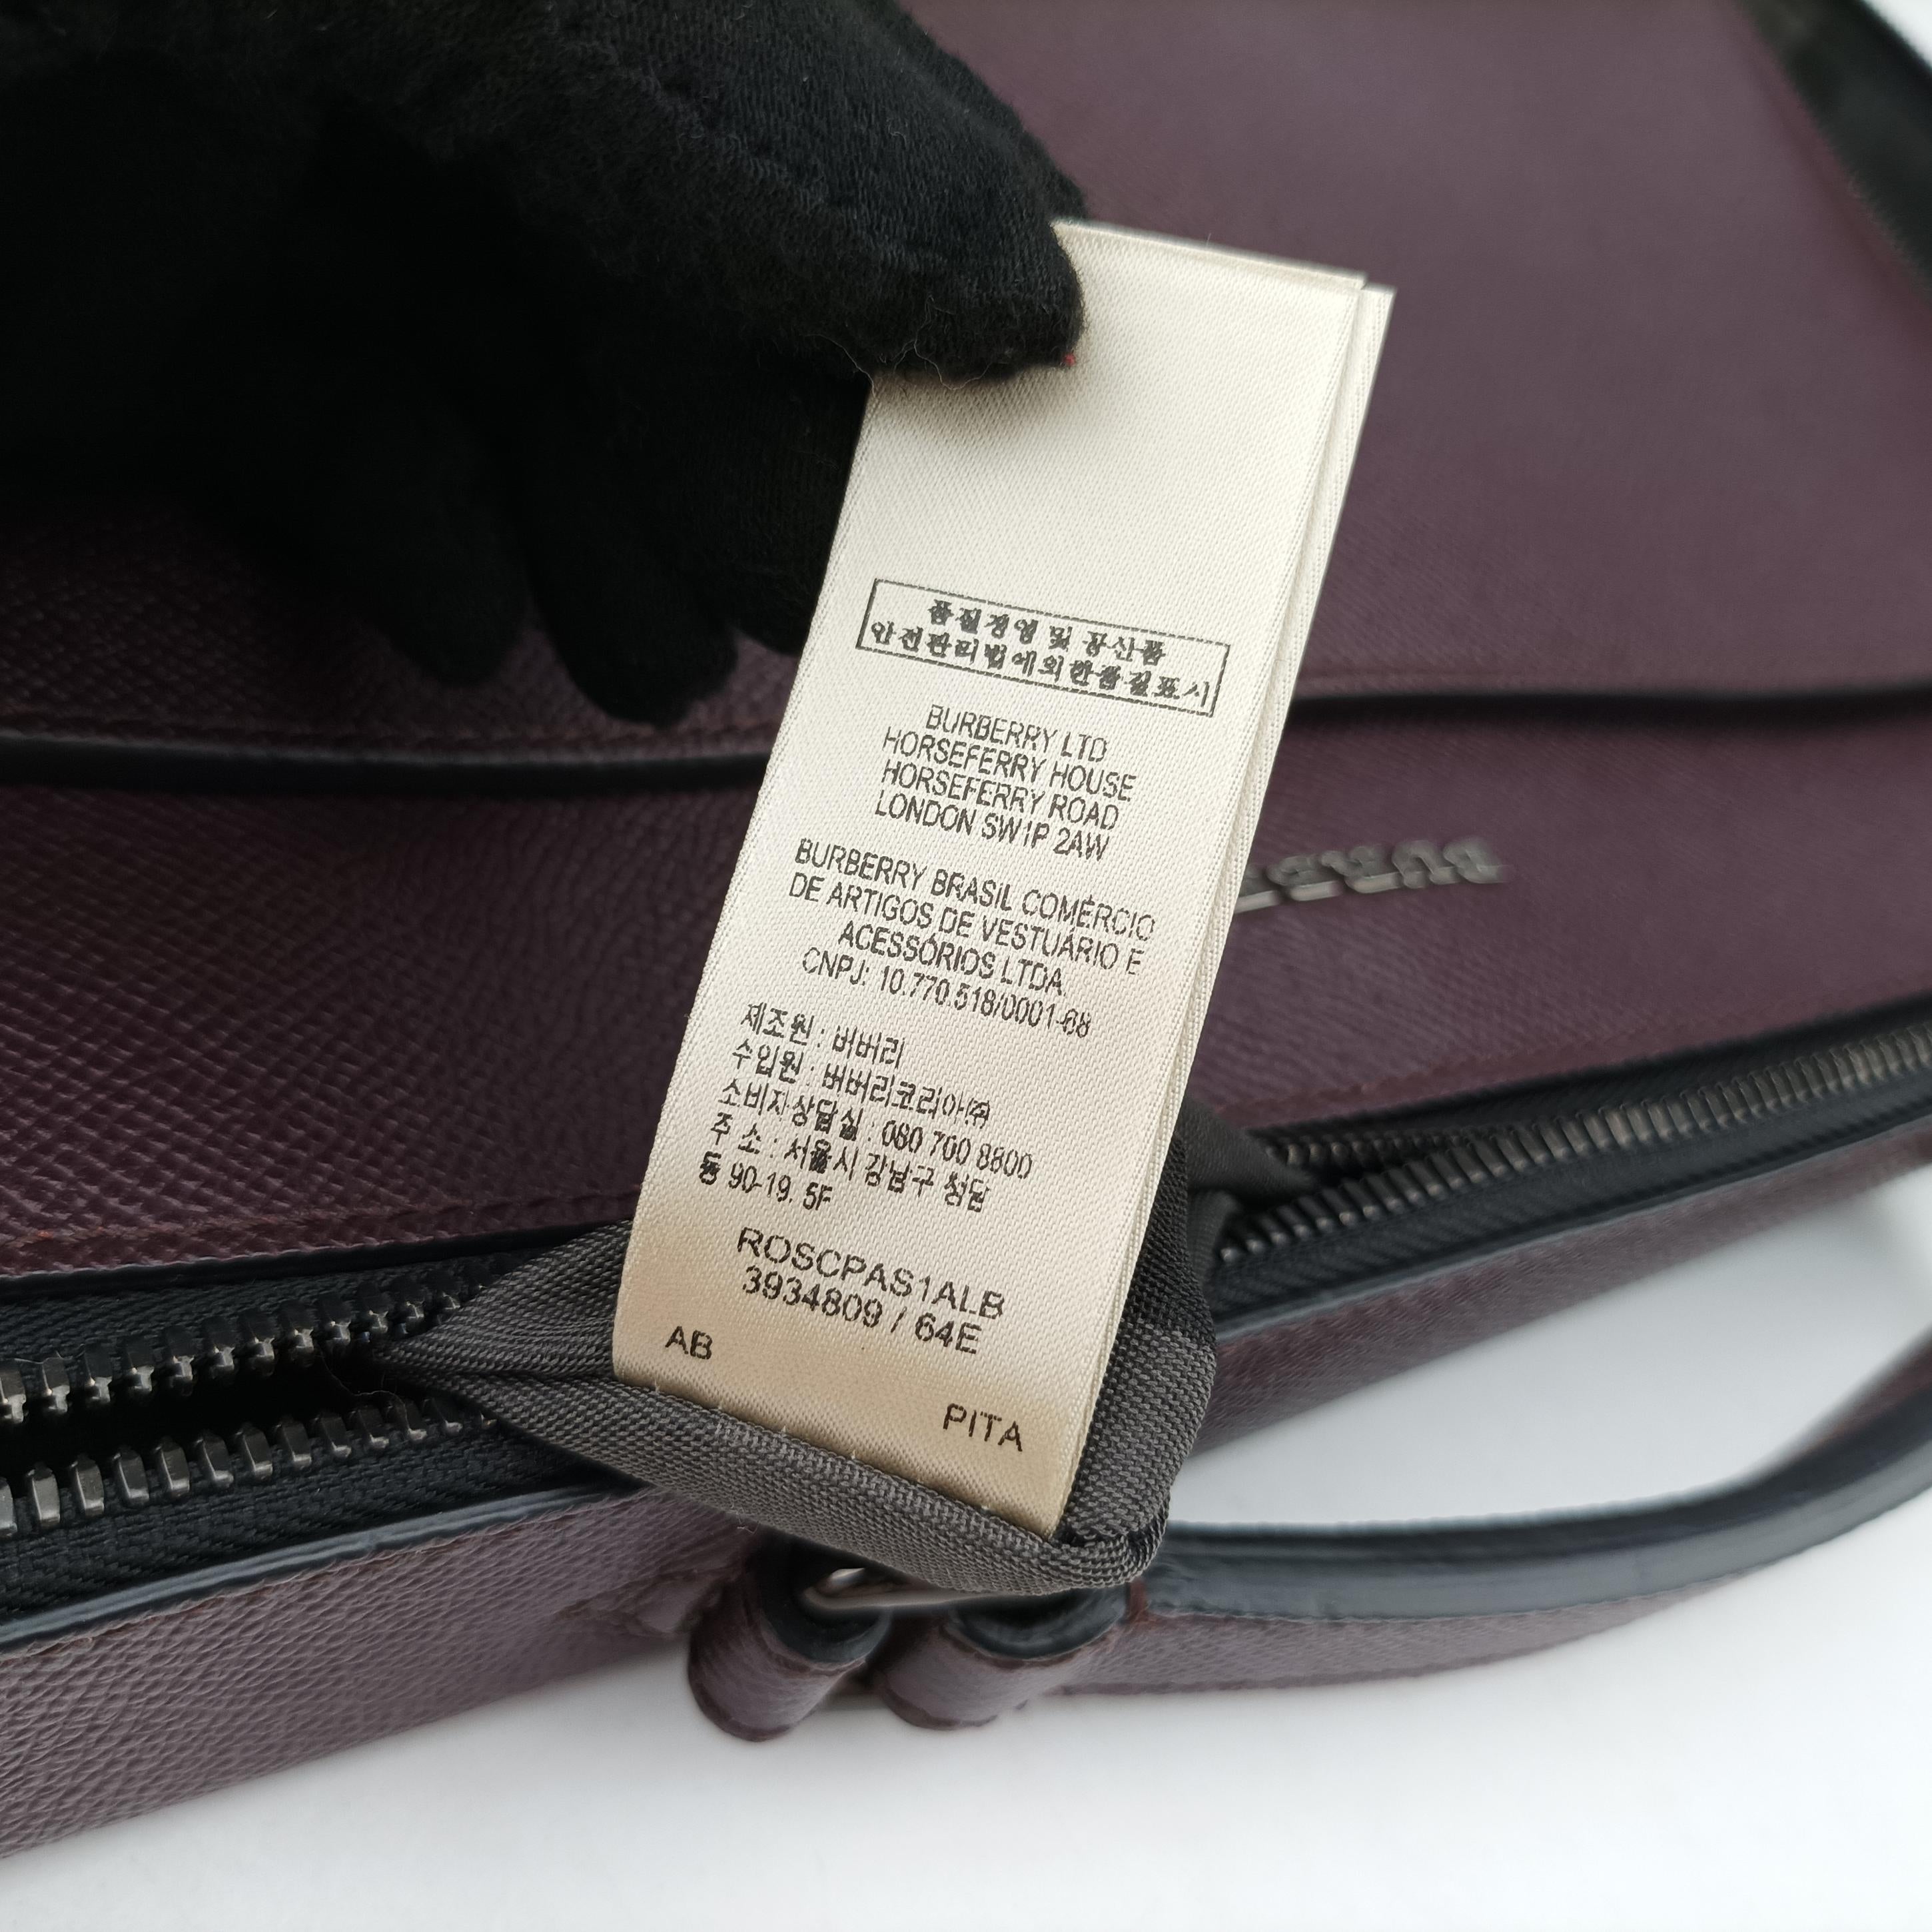 품질경영 및 공산품
안전관리법에의한품질표시
BURBERRY LTD
HORSEFERRY HOUSE
HORSEFERRY ROAD
LONDON SW1P 2AW
BURBERRY BRASIL COMÉRCIO
DE ARTIGOS DE VESTUÁRIO E
ACESSÓRIOS LTDA.
CNPJ: 10.770.518/0001-68
제조원 : 버버리
수입원 : 버버리코리아㈜
소비자상담실 : 080 700 8800
주 소 : 서울시 강남구 청담
동 90-19. 5F
ROSCPAS1ALB
3934809 / 64E
AB
PITA